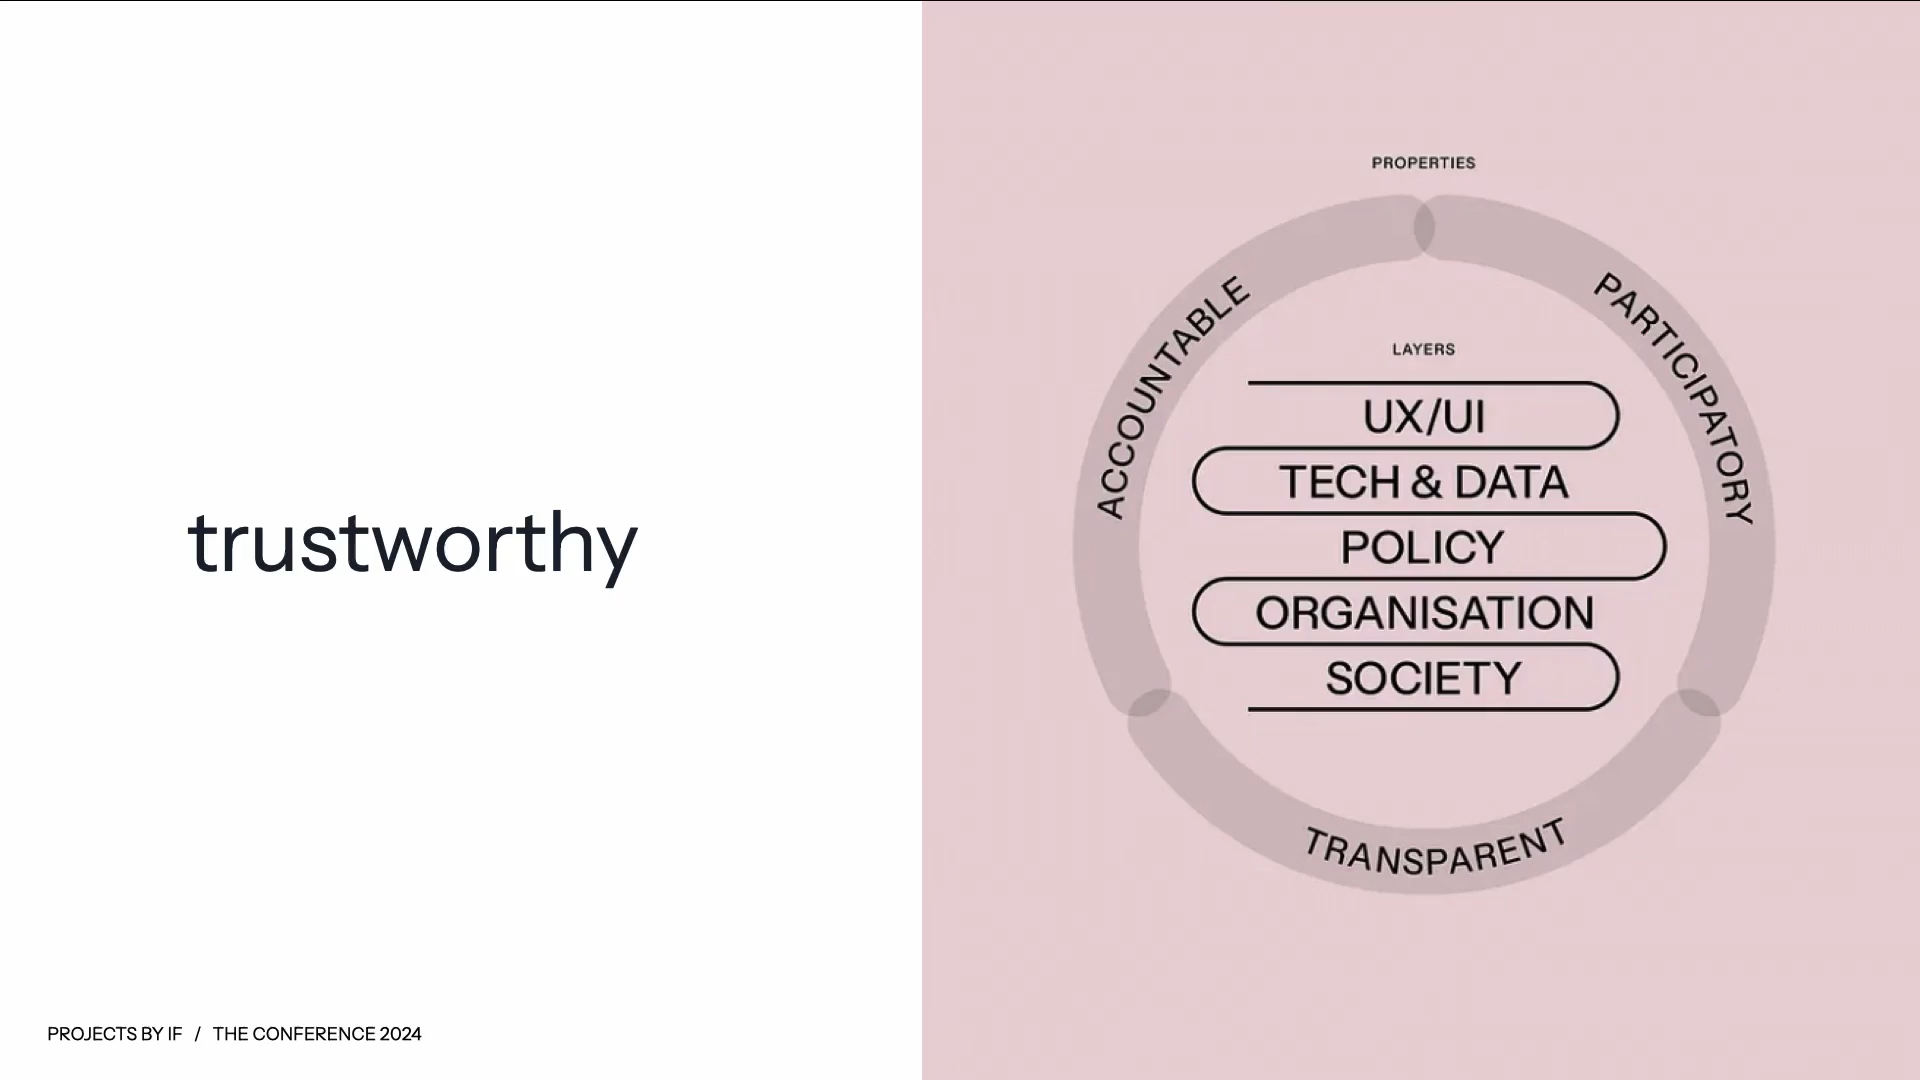 trustworthy
PROJECTS BY IF / THE CONFERENCE 2024
PROPERTIES
ACCOUNTABLE
PARTICIPATORY
LAYERS
UX/UI
TECH & DATA
POLICY
ORGANISATION
SOCIETY
TRANSPARENT